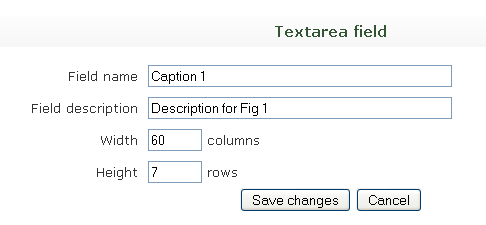 Textarea field
Field name Caption 1
Field description Description for Fig 1
Width 60 columns
Height 7 rows
Save changes Cancel